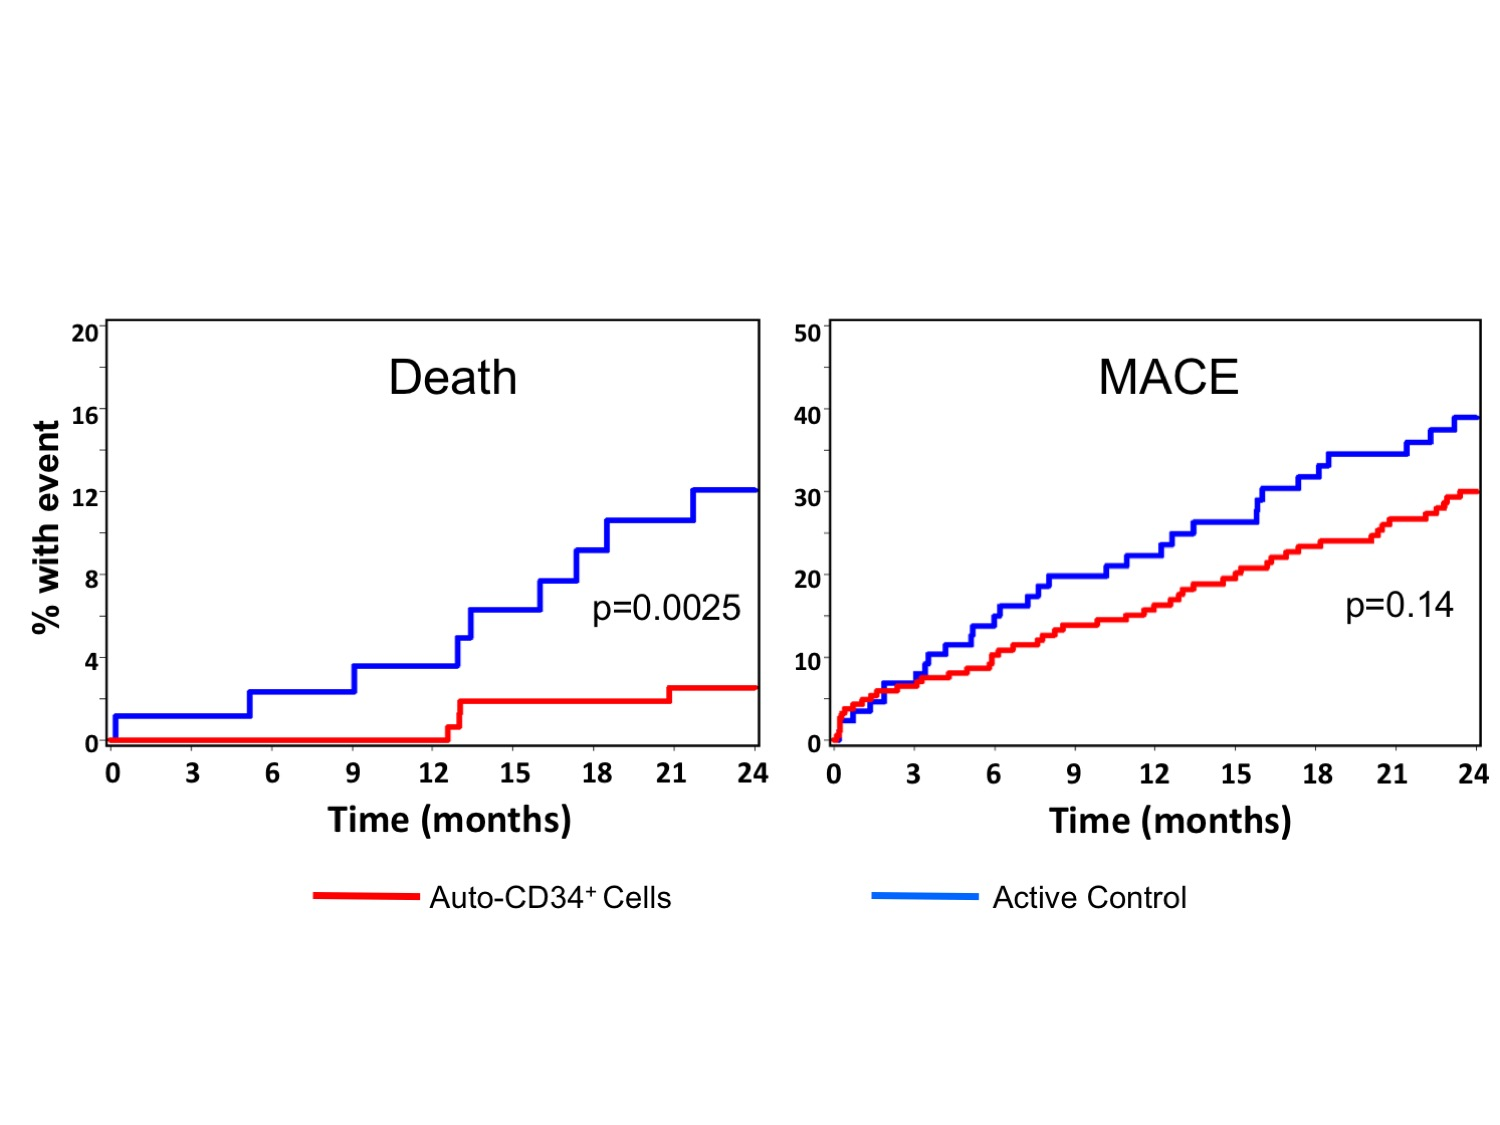 Death
% with event
20
16
12
8
4
0
p=0.0025
0 3 6 9 12 15 18 21 24
Time (months)
MACE
50
40
30
20
10
0
p=0.14
0 3 6 9 12 15 18 21 24
Time (months)
Auto-CD34⁺ Cells
Active Control